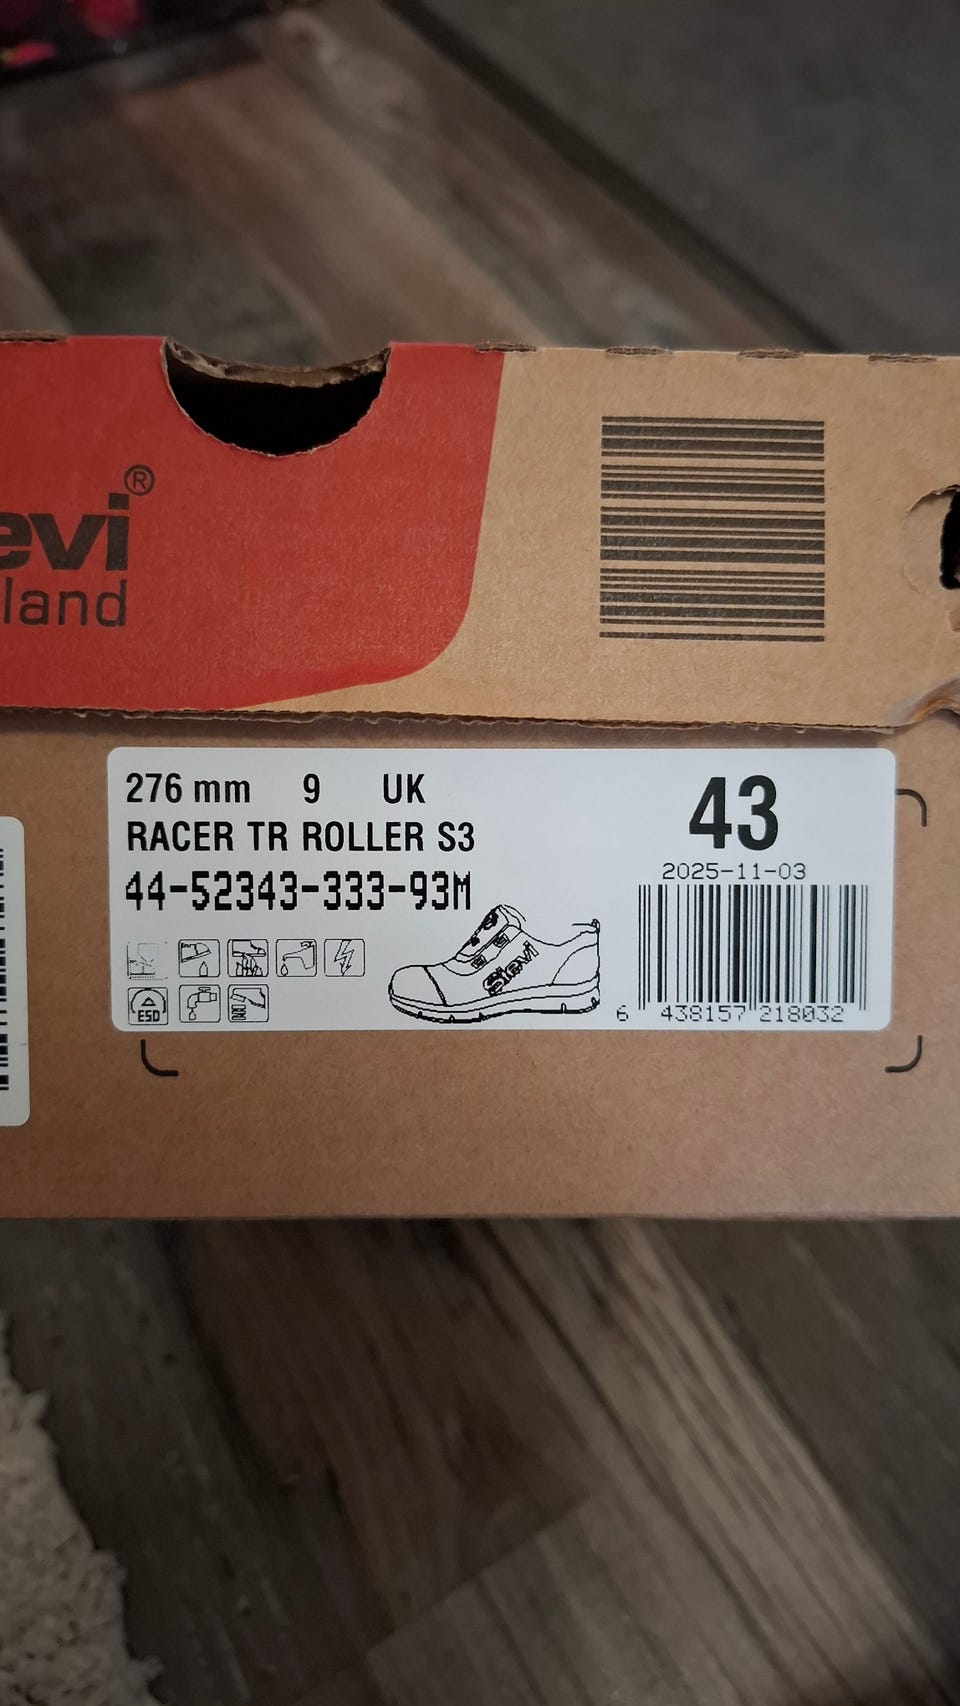 evi®
land
276 mm 9 UK
RACER TR ROLLER S3
44-52343-333-93M
43
2025-11-03
ESD
Sievi
6 438157 218032